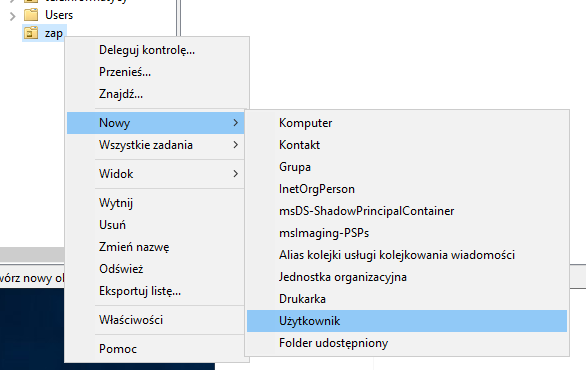 Users
zap
Deleguj kontrolę...
Przenieś...
Znajdź...
Nowy
Wszystkie zadania
Widok
Wytnij
Usuń
Zmień nazwę
Odśwież
Eksportuj listę...
Właściwości
Pomoc
Komputer
Kontakt
Grupa
InetOrgPerson
msDS-ShadowPrincipalContainer
msImaging-PSPs
Alias kolejki usługi kolejkowania wiadomości
Jednostka organizacyjna
Drukarka
Użytkownik
Folder udostępniony
wórz nowy ob